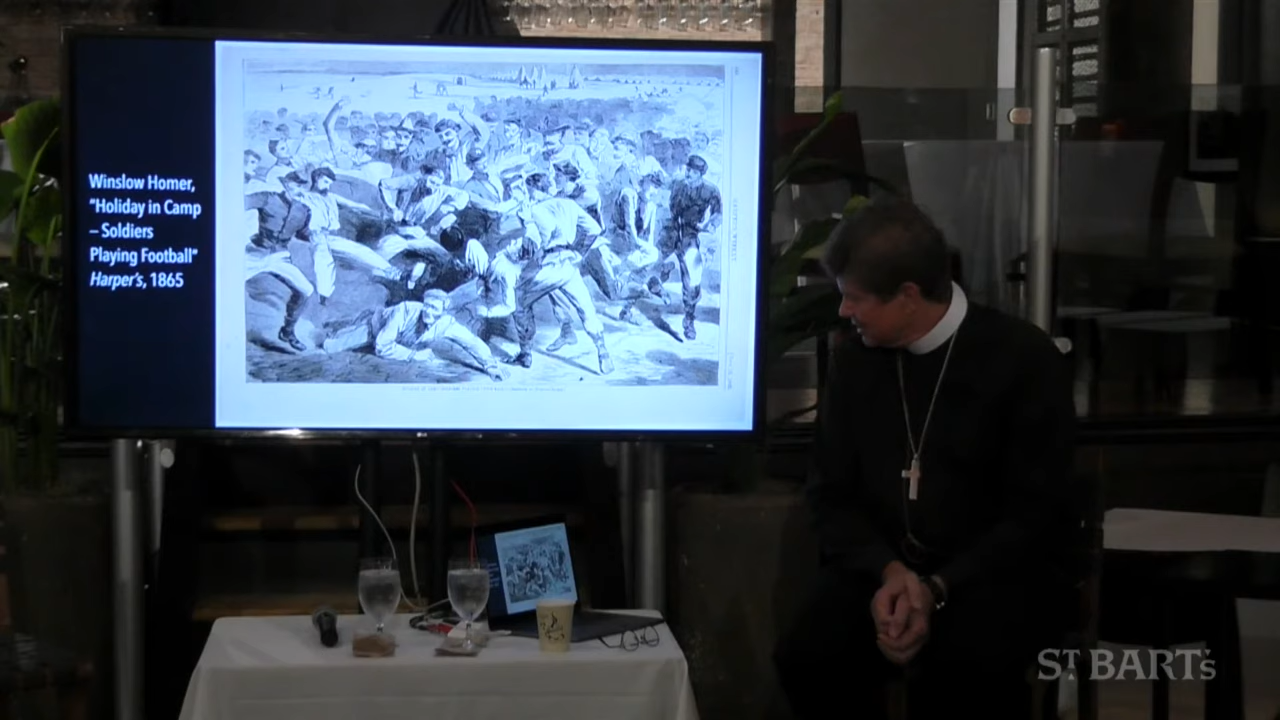 Winslow Homer,
“Holiday in Camp
– Soldiers
Playing Football”
Harper's, 1865
ST BART'S